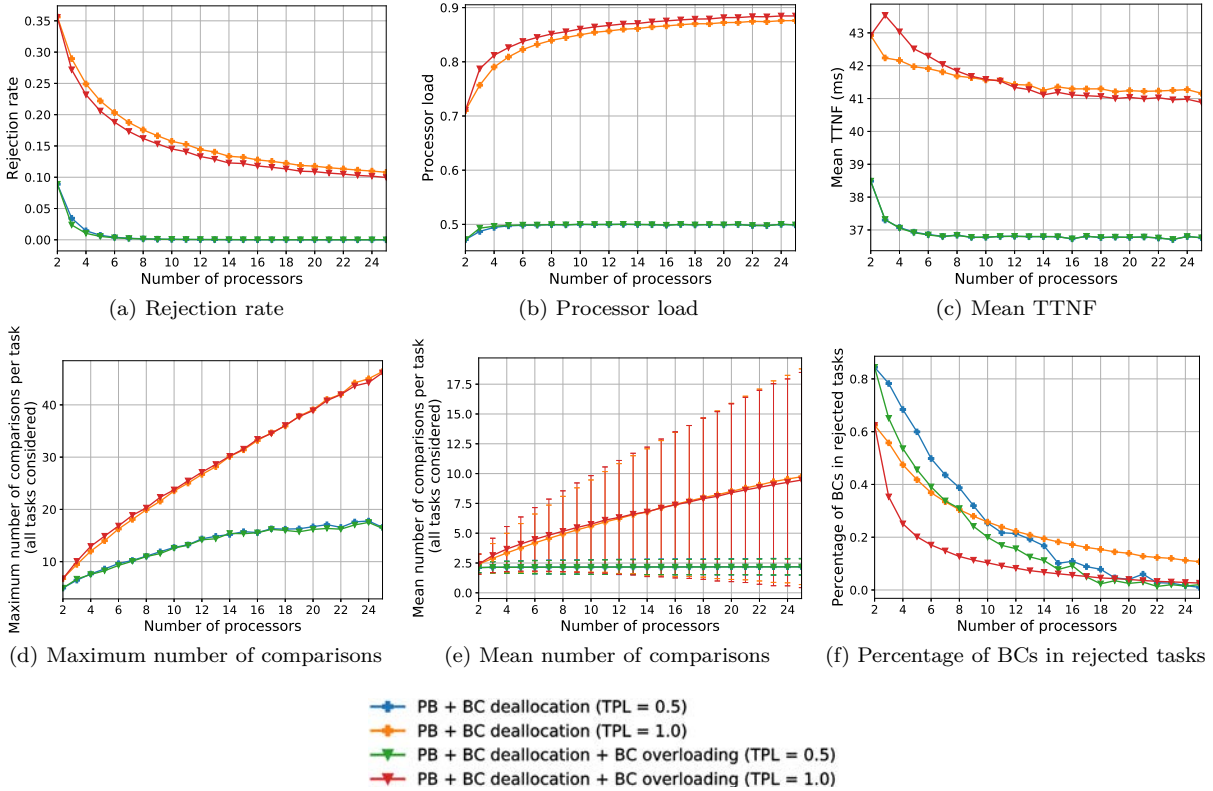 0.35
0.30
0.25
0.20
0.15
0.10
0.05
0.00
Rejection rate
2 4 6 8 10 12 14 16 18 20 22 24
Number of processors
(a) Rejection rate
0.9
0.8
0.7
0.6
0.5
Processor load
2 4 6 8 10 12 14 16 18 20 22 24
Number of processors
(b) Processor load
43
42
41
40
39
38
37
Mean TTNF (ms)
2 4 6 8 10 12 14 16 18 20 22 24
Number of processors
(c) Mean TTNF
40
30
20
10
Maximum number of comparisons per task
(all tasks considered)
2 4 6 8 10 12 14 16 18 20 22 24
Number of processors
(d) Maximum number of comparisons
17.5
15.0
12.5
10.0
7.5
5.0
2.5
0.0
Mean number of comparisons per task
(all tasks considered)
2 4 6 8 10 12 14 16 18 20 22 24
Number of processors
(e) Mean number of comparisons
0.8
0.6
0.4
0.2
0.0
Percentage of BCs in rejected tasks
2 4 6 8 10 12 14 16 18 20 22 24
Number of processors
(f) Percentage of BCs in rejected tasks
PB + BC deallocation (TPL = 0.5)
PB + BC deallocation (TPL = 1.0)
PB + BC deallocation + BC overloading (TPL = 0.5)
PB + BC deallocation + BC overloading (TPL = 1.0)